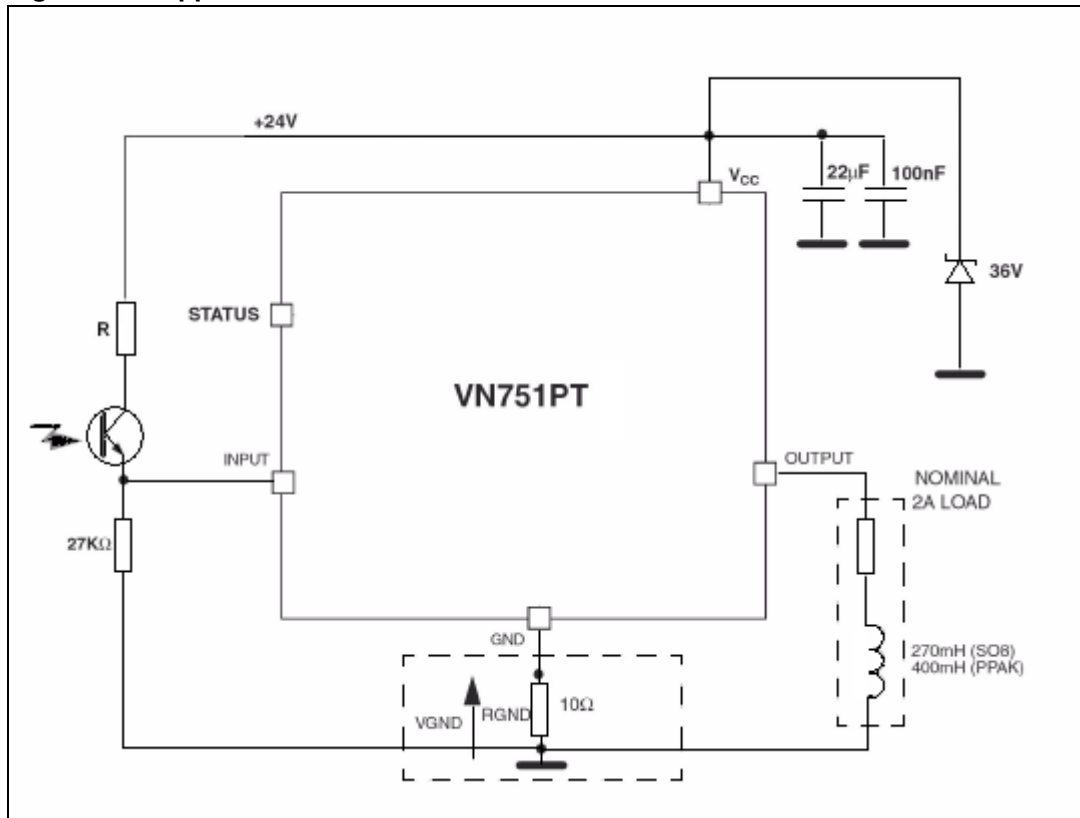 +24V
VCC
22μF
100nF
36V
STATUS
R
VN751PT
INPUT
OUTPUT
NOMINAL
2A LOAD
27KΩ
GND
270mH (SO8)
400mH (PPAK)
VGND
RGND
10Ω